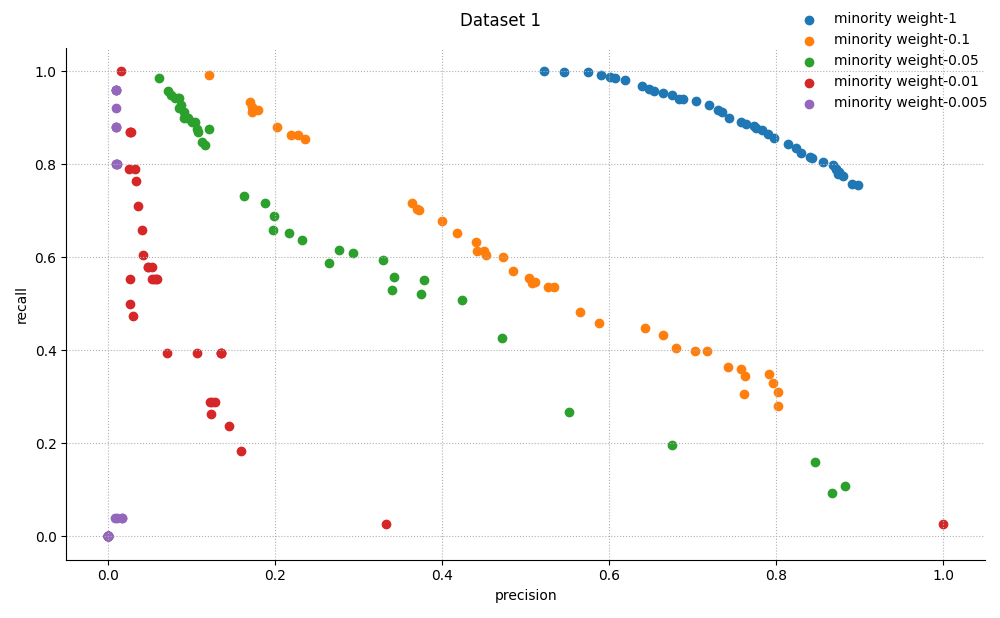 Dataset 1
minority weight-1
minority weight-0.1
minority weight-0.05
minority weight-0.01
minority weight-0.005
1.0
0.8
0.6
0.4
0.2
0.0
recall
0.0 0.2 0.4 0.6 0.8 1.0
precision